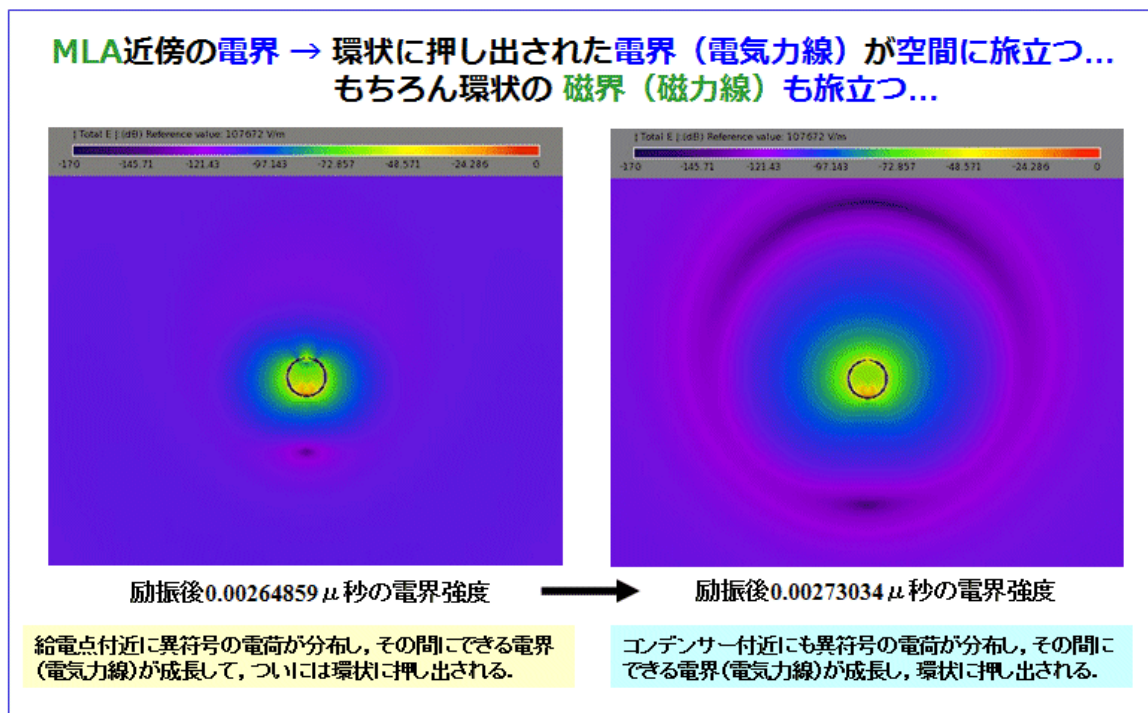 MLA近傍の電界 → 環状に押し出された電界（電気力線）が空間に旅立つ…
もちろん環状の 磁界（磁力線）も旅立つ…
| Total E | (dB) Reference value: 107672 V/m
-170 -145.71 -121.43 -97.143 -72.857 -48.571 -24.286 0
| Total E | (dB) Reference value: 107672 V/m
-170 -145.71 -121.43 -97.143 -72.857 -48.571 -24.286 0
励振後0.00264859μ秒の電界強度
励振後0.00273034μ秒の電界強度
給電点付近に異符号の電荷が分布し，その間にできる電界
(電気力線)が成長して，ついには環状に押し出される．
コンデンサー付近にも異符号の電荷が分布し，その間に
できる電界(電気力線)が成長し，環状に押し出される．